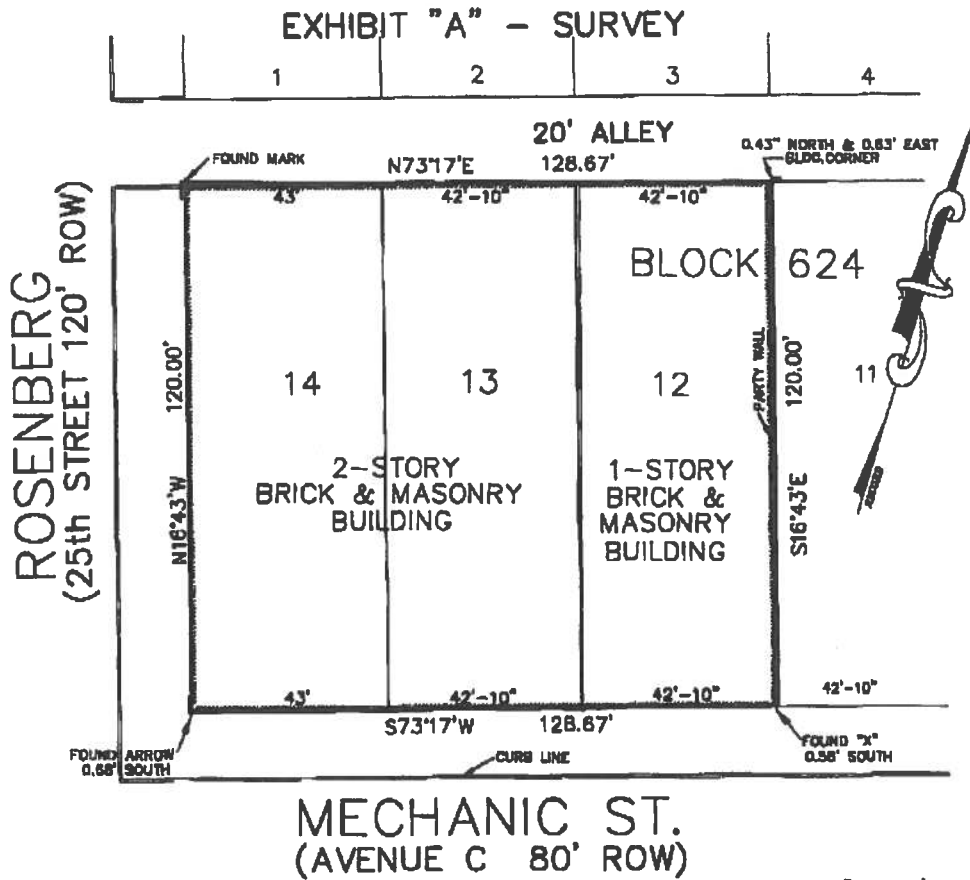 EXHIBIT "A" - SURVEY
1
2
3
4
20' ALLEY
FOUND MARK
N73°17'E 128.67'
0.43" NORTH & 0.63' EAST
BLDG.CORNER
43'
42'-10"
42'-10"
BLOCK 624
ROSENBERG
(25th STREET 120' ROW)
120.00'
N16°43'W
14
13
12
11
PARTY WALL
120.00'
S16°43'E
2-STORY
BRICK & MASONRY
BUILDING
1-STORY
BRICK &
MASONRY
BUILDING
43'
42'-10"
42'-10"
42'-10"
S73°17'W 128.67'
FOUND ARROW
0.68' SOUTH
CURB LINE
FOUND "X"
0.56' SOUTH
MECHANIC ST.
(AVENUE C 80' ROW)